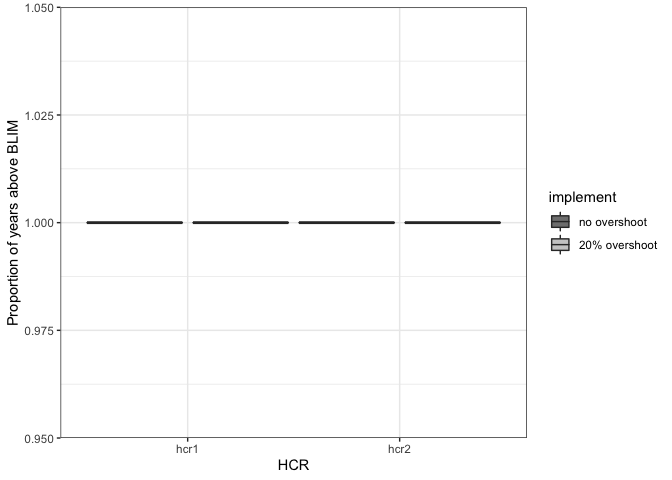 1.050
1.025
1.000
0.975
0.950
Proportion of years above BLIM
hcr1
hcr2
HCR
implement
no overshoot
20% overshoot